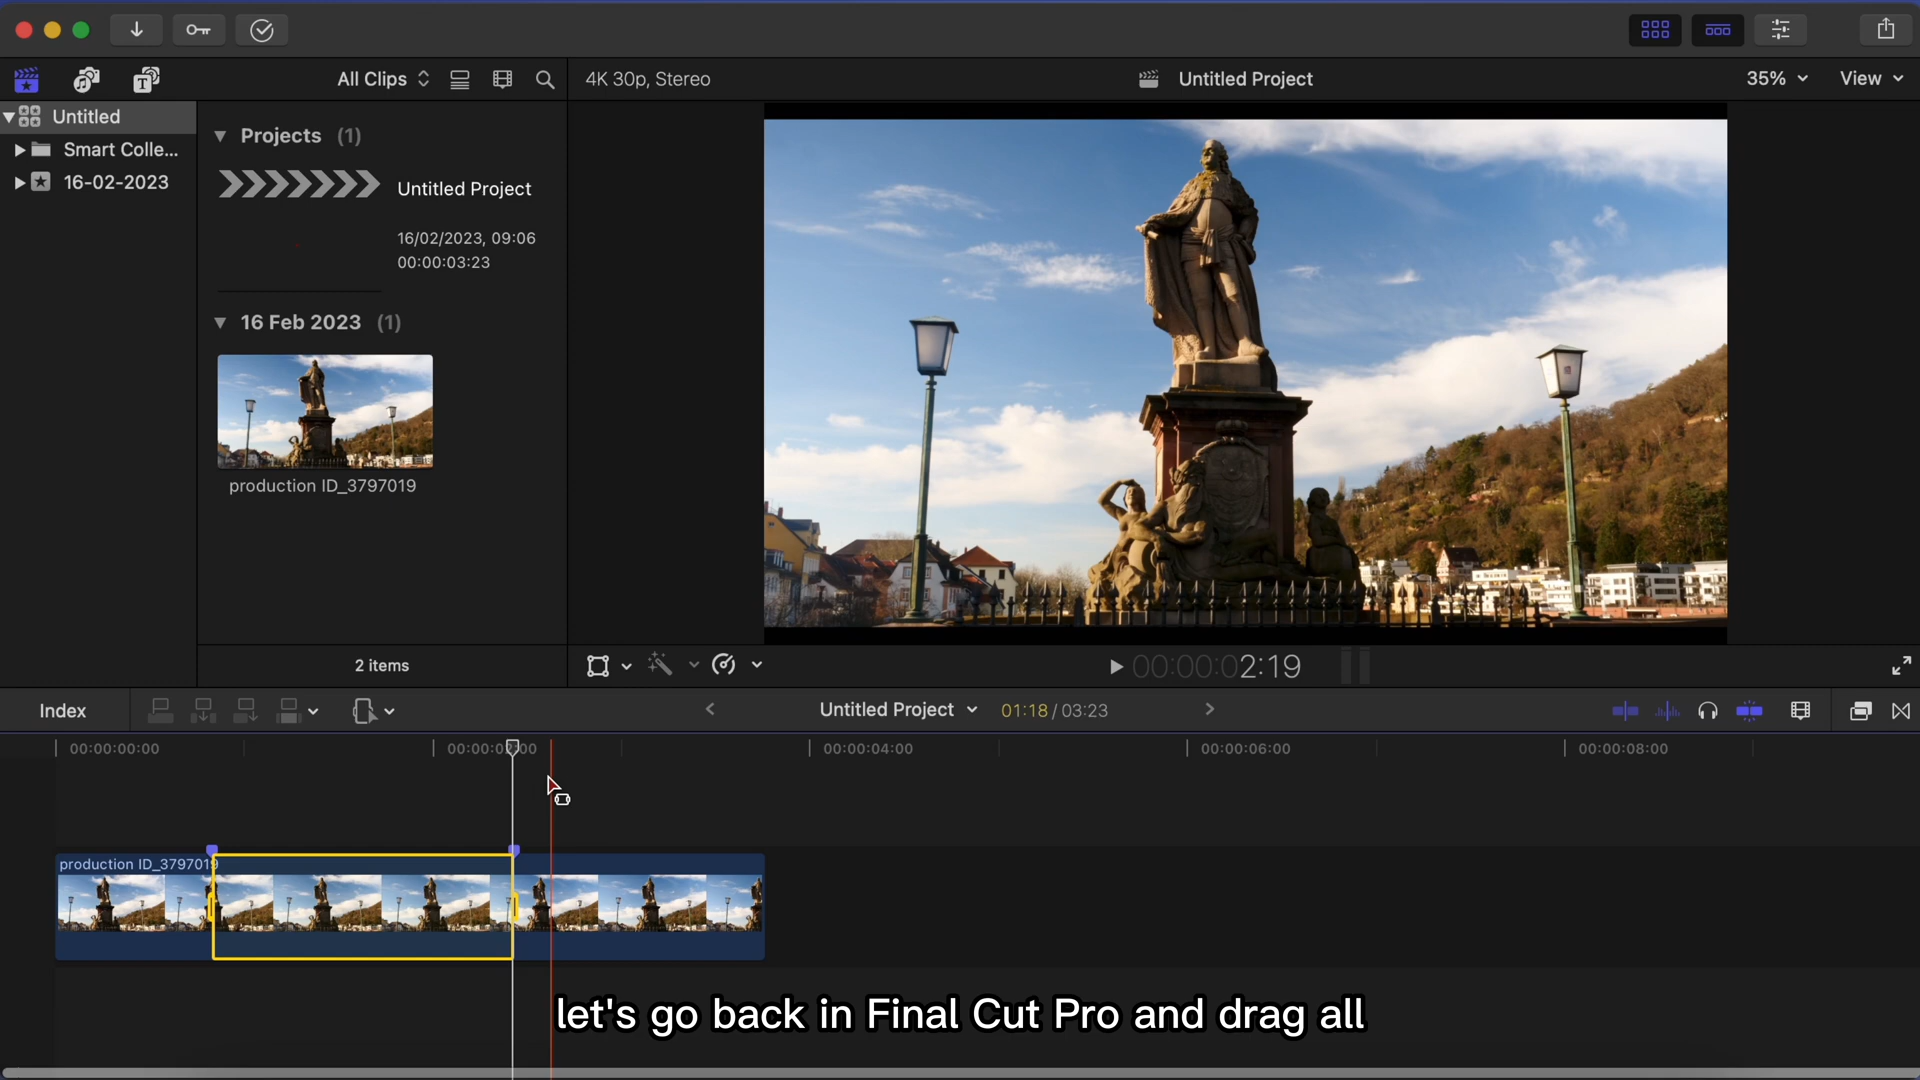 All Clips
4K 30p, Stereo
Untitled Project
35%
View
Untitled
Smart Colle...
16-02-2023
Projects (1)
Untitled Project
16/02/2023, 09:06
00:00:03:23
16 Feb 2023 (1)
production ID_3797019
2 items
00:00:02:19
Index
Untitled Project
01:18 / 03:23
00:00:00:00
00:00:02:00
00:00:04:00
00:00:06:00
00:00:08:00
production ID_3797019
let's go back in Final Cut Pro and drag all